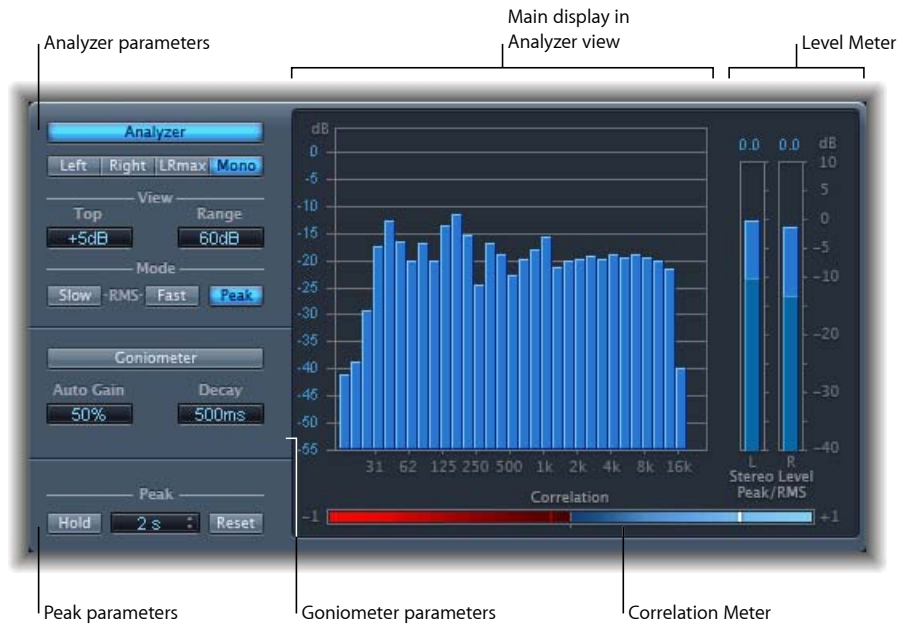 Main display in
Analyzer view
Analyzer parameters
Level Meter
Analyzer
Left Right LRmax Mono
View
Top Range
+5dB 60dB
Mode
Slow -RMS- Fast Peak
Goniometer
Auto Gain Decay
50% 500ms
Peak
Hold 2 s Reset
dB
0
-5
-10
-15
-20
-25
-30
-35
-40
-45
-50
-55
31 62 125 250 500 1k 2k 4k 8k 16k
0.0 0.0 dB
10
5
0
-5
-10
-20
-30
-40
L R
Stereo Level
Peak/RMS
Correlation
-1 +1
Peak parameters
Goniometer parameters
Correlation Meter